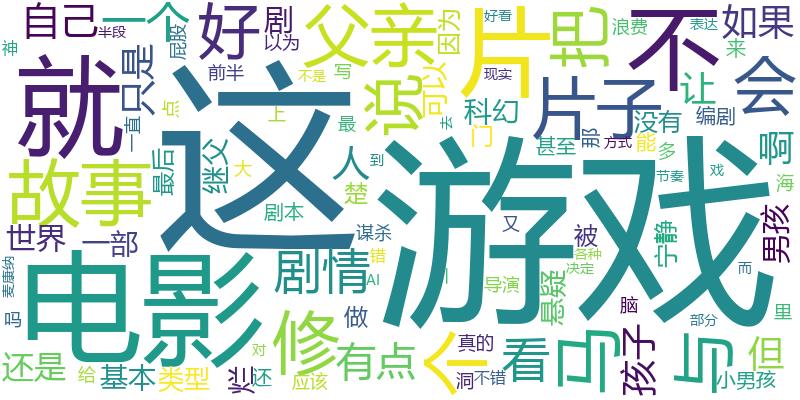 自己 一个 好 剧 父亲 因为 片 好看 浪费 表达 如果
神 半段 屁股 以为 把 不 来
就 只是 前半 不是 写 说 可以 现实 让 会
一直 点 这 上 最 科幻 片子 没有 编剧
故事 最后 继父 大 人 去 门 那 方式 能 啊
楚 到 甚至 多 节奏 戏 海
世界 一部 剧本 谋杀 游戏 又 被 宁静 男孩
麦康纳 电影 剧情 错 AI 一 导演 悬疑 各种 决定 而
吗 修 做 个 真的 看 马 脑 孩子 部分 与 里
还是 给 基本 类型 烂 还 对 应该 有点 洞 不错 小男孩 但